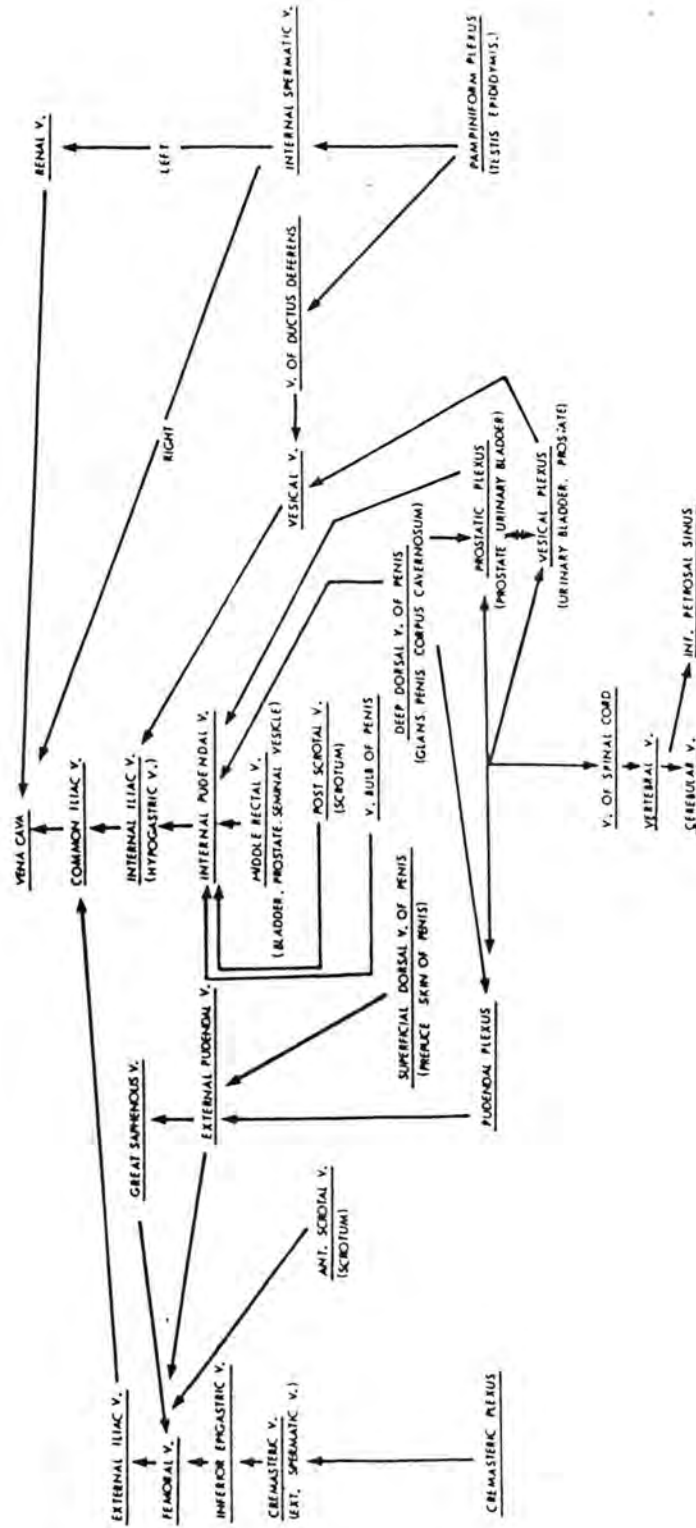 VENA CAVA
COMMON ILIAC V.
INTERNAL ILIAC V.
(HYPOGASTRIC V.)
INTERNAL PUDENDAL V.
MIDDLE RECTAL V.
(BLADDER, PROSTATE, SEMINAL VESICLE)
POST SCROTAL V.
(SCROTUM)
V. BULB OF PENIS
DEEP DORSAL V. OF PENIS
(GLANS, PENIS, CORPUS CAVERNOSUM)
RENAL V.
LEFT
INTERNAL SPERMATIC V.
RIGHT
V. OF DUCTUS DEFERENS
VESICAL V.
PAMPINIFORM PLEXUS
(TESTIS EPIDIDYMIS.)
PROSTATIC PLEXUS
(PROSTATE URINARY BLADDER)
VESICAL PLEXUS
(URINARY BLADDER, PROSTATE)
EXTERNAL ILIAC V.
FEMORAL V.
INFERIOR EPIGASTRIC V.
CREMASTERIC V.
(EXT. SPERMATIC V.)
CREMASTERIC PLEXUS
GREAT SAPHENOUS V.
EXTERNAL PUDENDAL V.
ANT. SCROTAL V.
(SCROTUM)
SUPERFICIAL DORSAL V. OF PENIS
(PREPUCE SKIN OF PENIS)
PUDENDAL PLEXUS
V. OF SPINAL CORD
VERTEBRAL V.
CEREBULAR V.
INF. PETROSAL SINUS